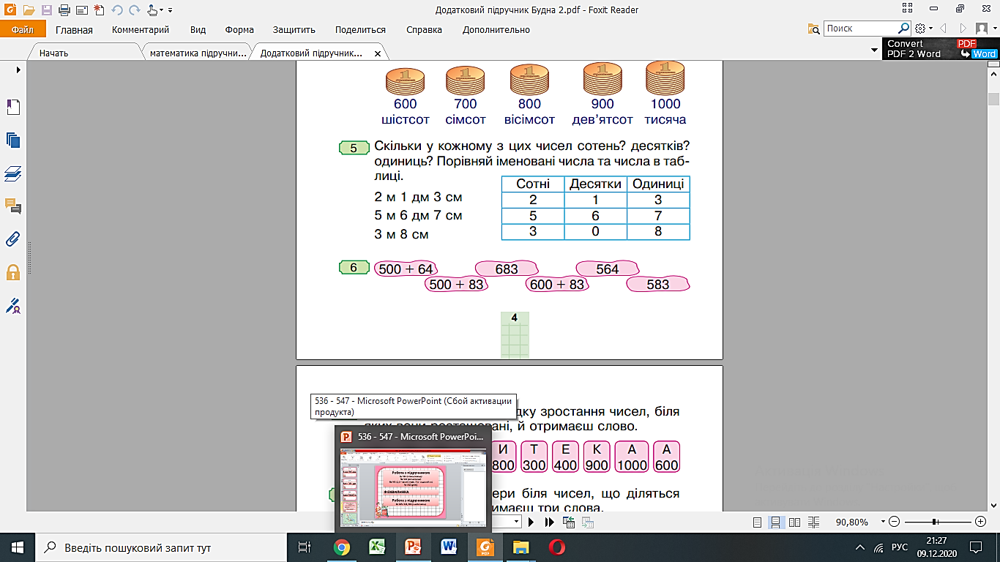 Додатковий підручник Будна 2.pdf - Foxit Reader
Файл Главная Комментарий Вид Форма Защитить Поделиться Справка Дополнительно
Поиск
Начать математика підручни... Додатковий підручник...
Convert PDF
PDF 2 Word Word
600 700 800 900 1000
шістсот сімсот вісімсот дев’ятсот тисяча
5 Скільки у кожному з цих чисел сотень? десятків?
одиниць? Порівняй іменовані числа та числа в таб-
лиці.
Сотні Десятки Одиниці
2 м 1 дм 3 см
2 1 3
5 м 6 дм 7 см
5 6 7
3 м 8 см
3 0 8
6 500 + 64 683 564
500 + 83 600 + 83 583
4
536 - 547 - Microsoft PowerPoint (Сбой активации
продукта)
дку зростання чисел, біля
й отримаєш слово.
536 - 547 - Microsoft PowerPoi...
И Т Е К А А
800 300 400 900 1000 600
Робота з підручником
ФІЗХВИЛИНКА
Робота з підручником
ери біля чисел, що діляться
имаєш три слова.
90,80%
Введіть пошуковий запит тут
РУС
21:27
09.12.2020